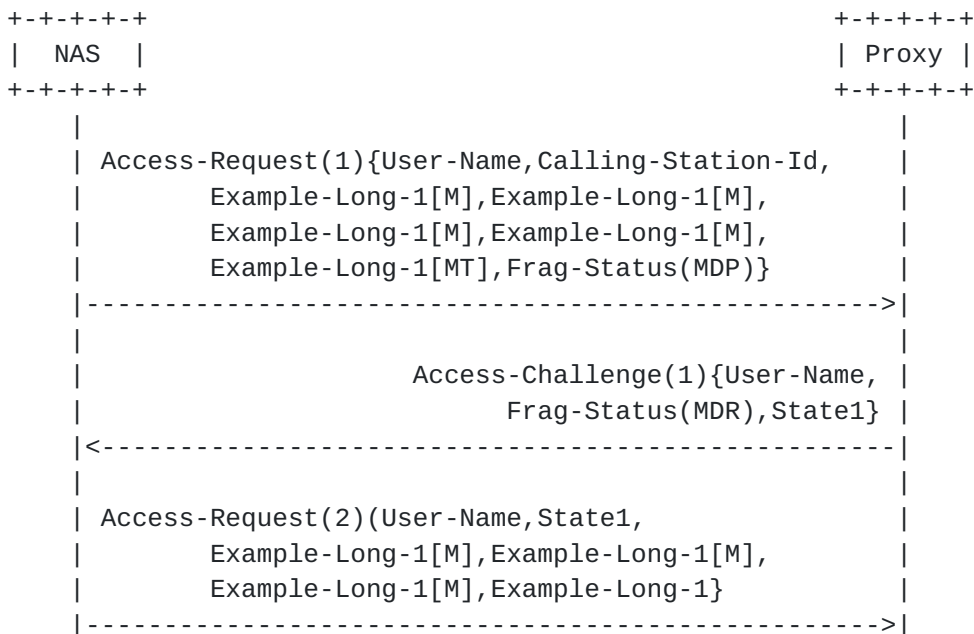 +-+-+-+-+                                             +-+-+-+-+
|  NAS  |                                             | Proxy |
+-+-+-+-+                                             +-+-+-+-+
    |                                                     |
    | Access-Request(1){User-Name,Calling-Station-Id,     |
    |        Example-Long-1[M],Example-Long-1[M],         |
    |        Example-Long-1[M],Example-Long-1[M],         |
    |        Example-Long-1[MT],Frag-Status(MDP)}         |
    |---------------------------------------------------->|
    |                                                     |
    |                      Access-Challenge(1){User-Name, |
    |                            Frag-Status(MDR),State1} |
    |<----------------------------------------------------|
    |                                                     |
    | Access-Request(2)(User-Name,State1,                 |
    |        Example-Long-1[M],Example-Long-1[M],         |
    |        Example-Long-1[M],Example-Long-1}            |
    |---------------------------------------------------->|